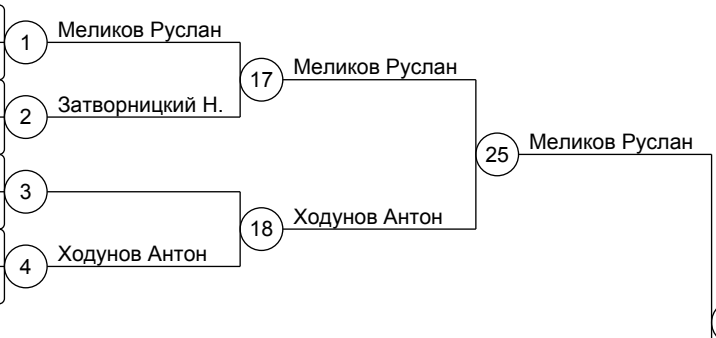 1 Меликов Руслан
17 Меликов Руслан
2 Затворницкий Н.
25 Меликов Руслан
3
18 Ходунов Антон
4 Ходунов Антон